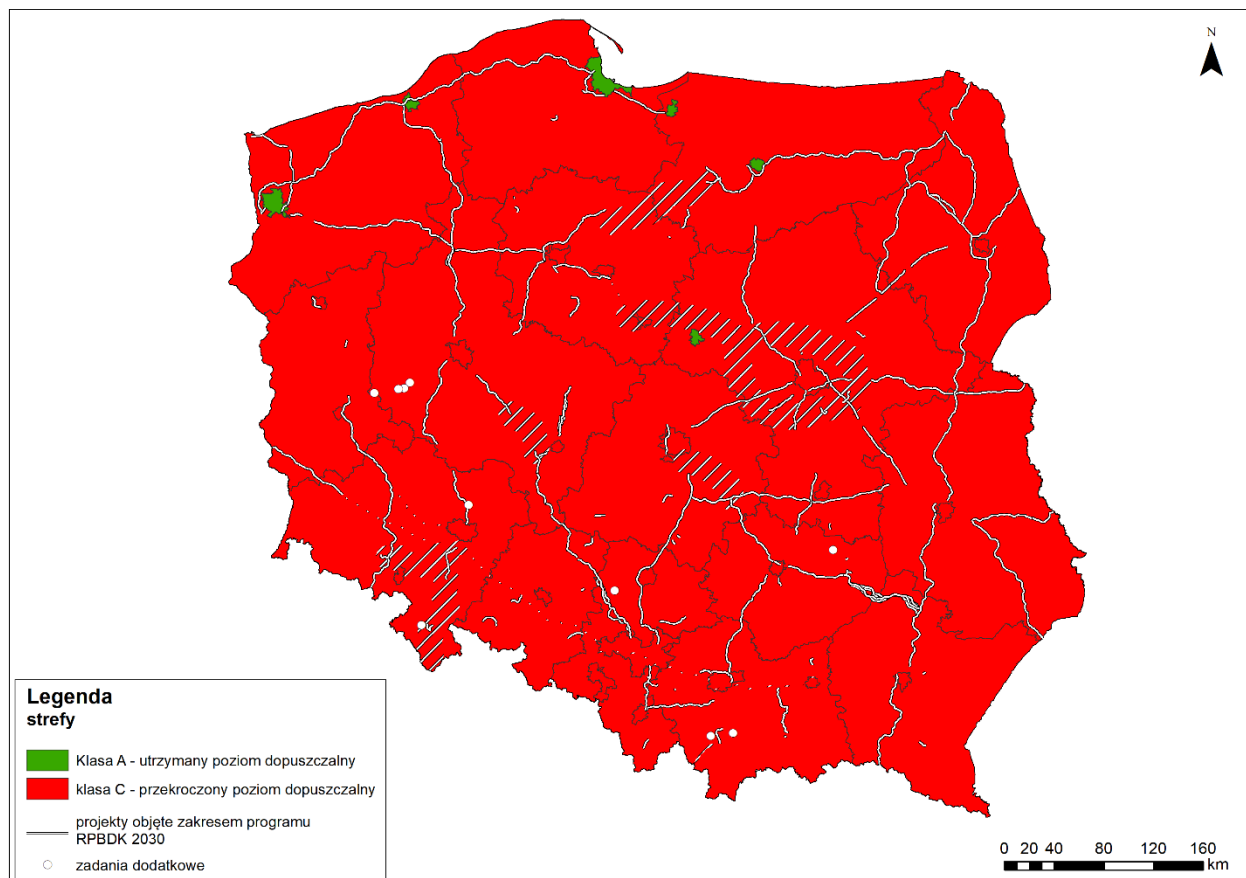 N
Legenda
strefy
Klasa A - utrzymany poziom dopuszczalny
klasa C - przekroczony poziom dopuszczalny
projekty objęte zakresem programu
RPBDK 2030
zadania dodatkowe
0 10 20 40 80 120 160
km